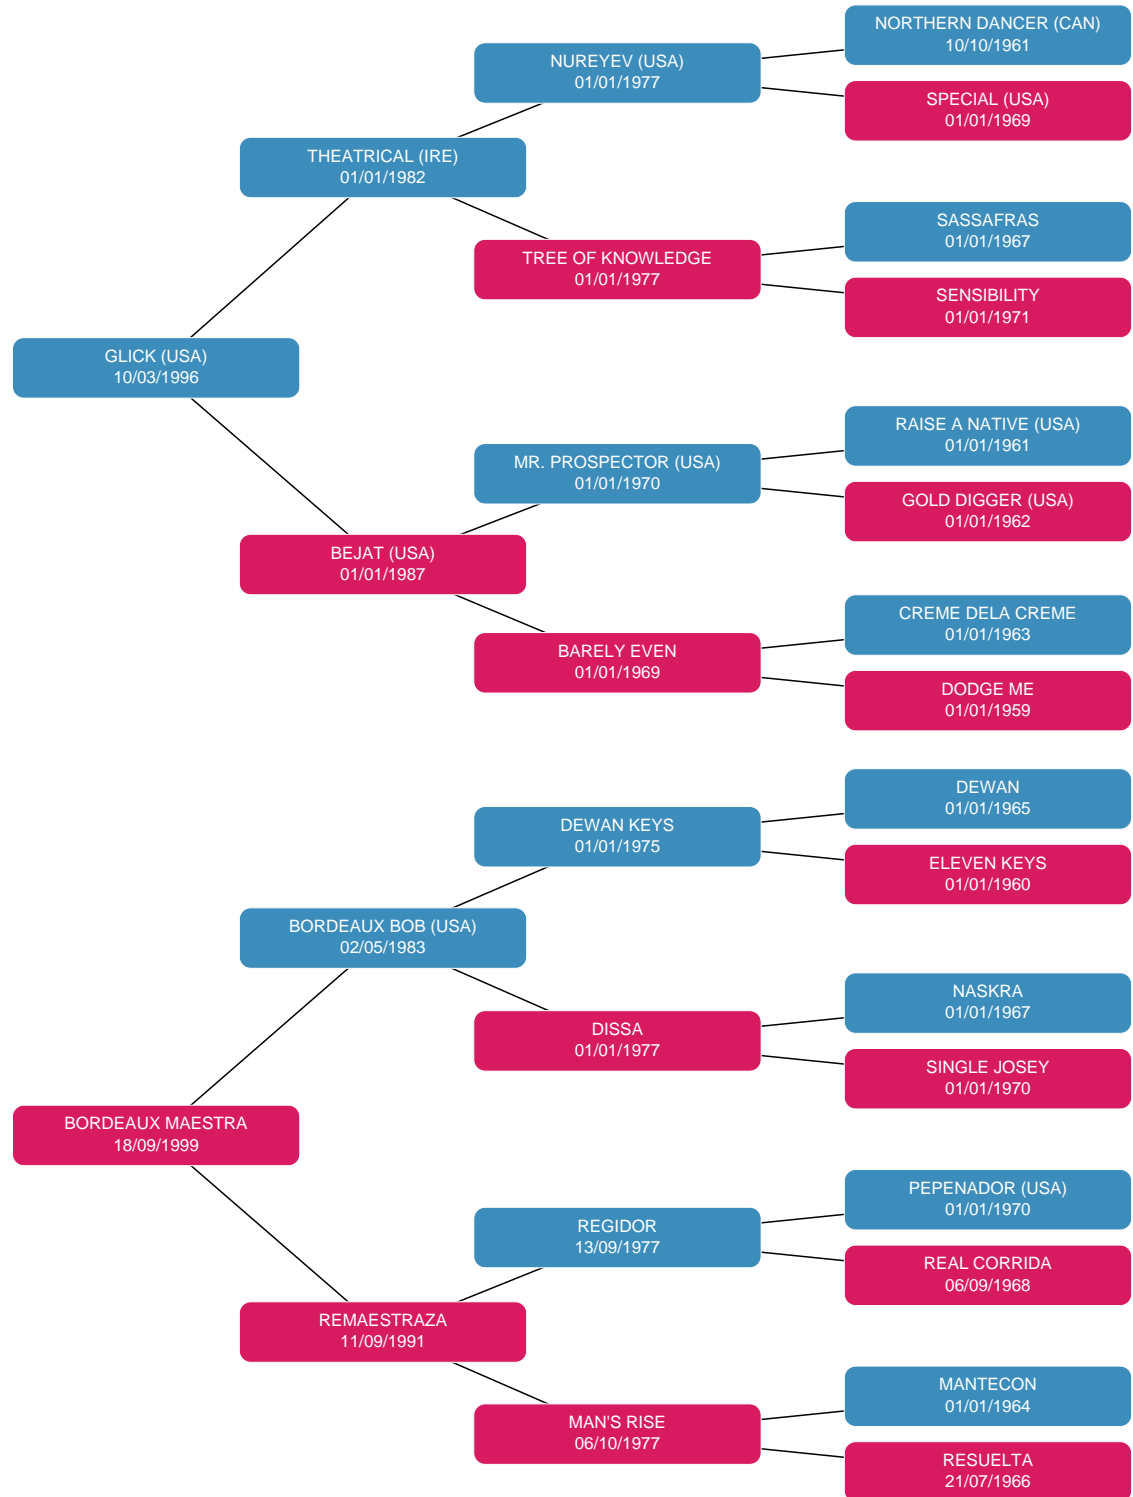 NORTHERN DANCER (CAN)
10/10/1961
NUREYEV (USA)
01/01/1977
SPECIAL (USA)
01/01/1969
THEATRICAL (IRE)
01/01/1982
SASSAFRAS
01/01/1967
TREE OF KNOWLEDGE
01/01/1977
SENSIBILITY
01/01/1971
GLICK (USA)
10/03/1996
RAISE A NATIVE (USA)
01/01/1961
MR. PROSPECTOR (USA)
01/01/1970
GOLD DIGGER (USA)
01/01/1962
BEJAT (USA)
01/01/1987
CREME DELA CREME
01/01/1963
BARELY EVEN
01/01/1969
DODGE ME
01/01/1959
DEWAN
01/01/1965
DEWAN KEYS
01/01/1975
ELEVEN KEYS
01/01/1960
BORDEAUX BOB (USA)
02/05/1983
NASKRA
01/01/1967
DISSA
01/01/1977
SINGLE JOSEY
01/01/1970
BORDEAUX MAESTRA
18/09/1999
PEPENADOR (USA)
01/01/1970
REGIDOR
13/09/1977
REAL CORRIDA
06/09/1968
REMAESTRAZA
11/09/1991
MANTECON
01/01/1964
MAN'S RISE
06/10/1977
RESUELTA
21/07/1966